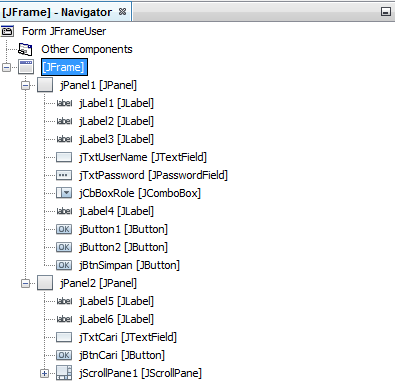 [JFrame] - Navigator
Form JFrameUser
Other Components
[JFrame]
jPanel1 [JPanel]
label jLabel1 [JLabel]
label jLabel2 [JLabel]
label jLabel3 [JLabel]
jTxtUserName [JTextField]
jTxtPassword [JPasswordField]
jCbBoxRole [JComboBox]
label jLabel4 [JLabel]
OK jButton1 [JButton]
OK jButton2 [JButton]
OK jBtnSimpan [JButton]
jPanel2 [JPanel]
label jLabel5 [JLabel]
label jLabel6 [JLabel]
jTxtCari [JTextField]
OK jBtnCari [JButton]
jScrollPane1 [JScrollPane]